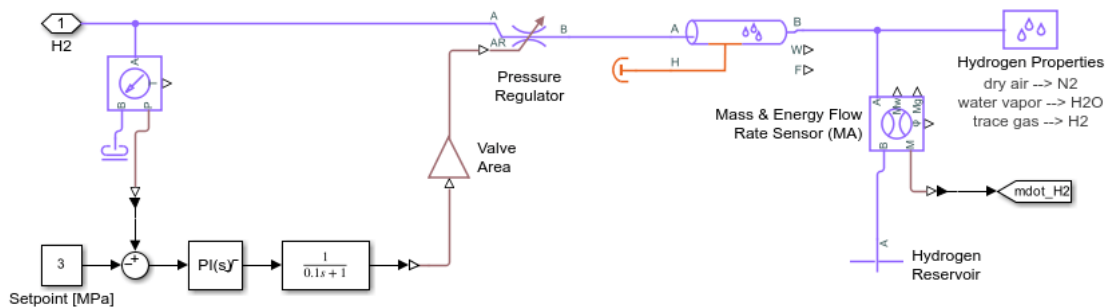 1
H2
A
B
P
T
A
AR
B
Pressure
Regulator
Valve
Area
3
Setpoint [MPa]
PI(s)
1
0.1s + 1
A
B
H
W
F
Hydrogen Properties
dry air --> N2
water vapor --> H2O
trace gas --> H2
Mass & Energy Flow
Rate Sensor (MA)
A
Mw
Mg
Φ
B
M
mdot_H2
A
Hydrogen
Reservoir